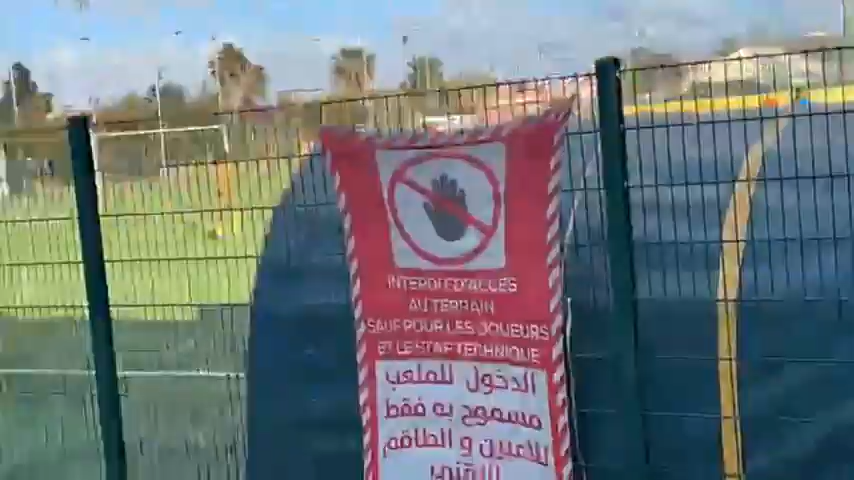 INTERDIT D'ACCES
AU TERRAIN
SAUF POUR LES JOUEURS
ET LE STAF TECHNIQUE
الدخول للملعب
مسموح به فقط
للاعبين و الطاقم
التقني